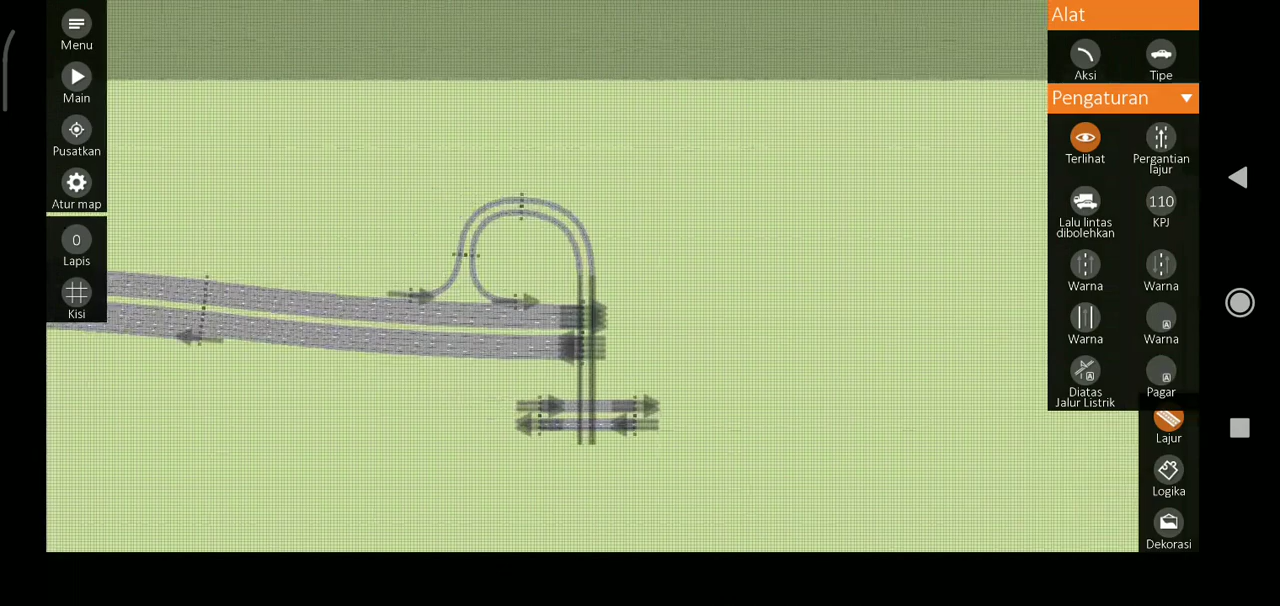 Menu
Main
Pusatkan
Atur map
0
Lapis
Kisi
Alat
Aksi
Tipe
Pengaturan
Terlihat
Pergantian
lajur
Lalu lintas
dibolehkan
110
KPJ
Warna
Warna
Warna
A
Warna
A
Diatas
Jalur Listrik
A
Pagar
Lajur
Logika
Dekorasi